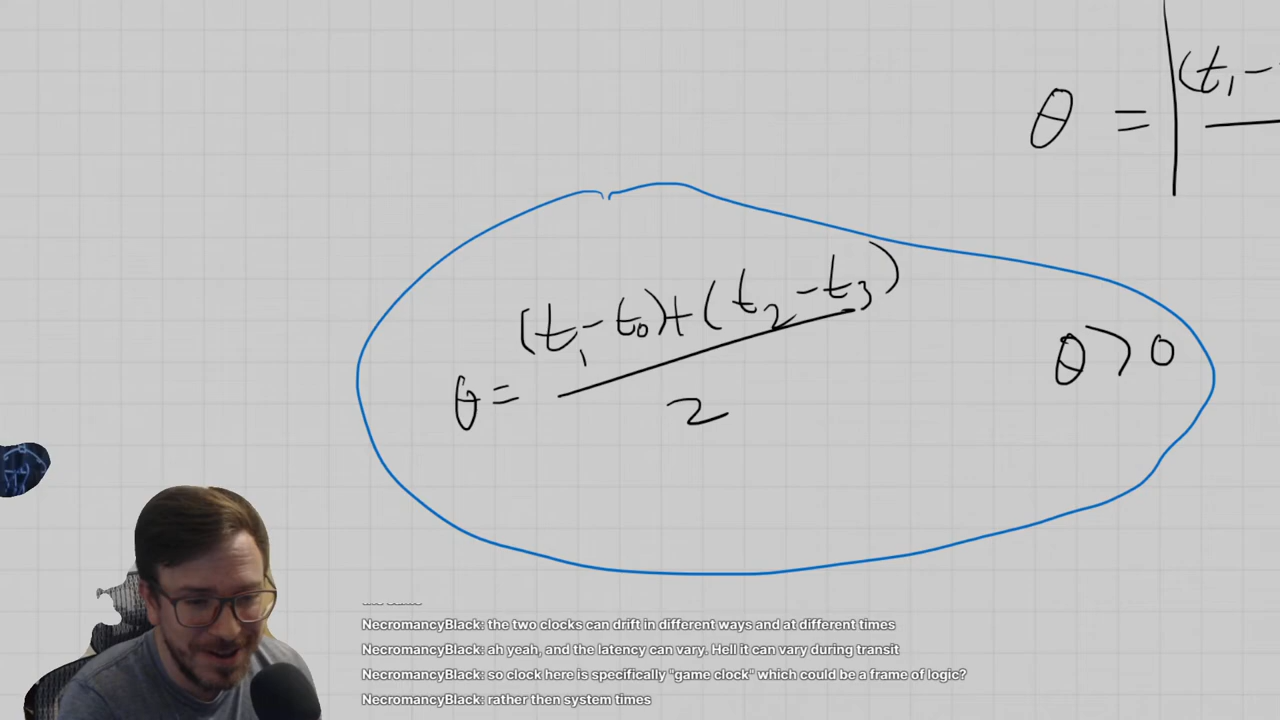 θ = |(t₁ -
θ = (t₁ - t₀) + (t₂ - t₃) / 2
θ > 0
NecromancyBlack: the two clocks can drift in different ways and at different times
NecromancyBlack: ah yeah, and the latency can vary. Hell it can vary during transit
NecromancyBlack: so clock here is specifically "game clock" which could be a frame of logic?
NecromancyBlack: rather then system times